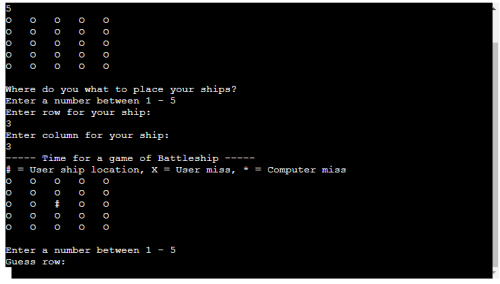 5
O O O O O
O O O O O
O O O O O
O O O O O
O O O O O
Where do you what to place your ships?
Enter a number between 1 - 5
Enter row for your ship:
3
Enter column for your ship:
3
----- Time for a game of Battleship -----
# = User ship location, X = User miss, * = Computer miss
O O O O O
O O O O O
O O # O O
O O O O O
O O O O O
Enter a number between 1 - 5
Guess row: